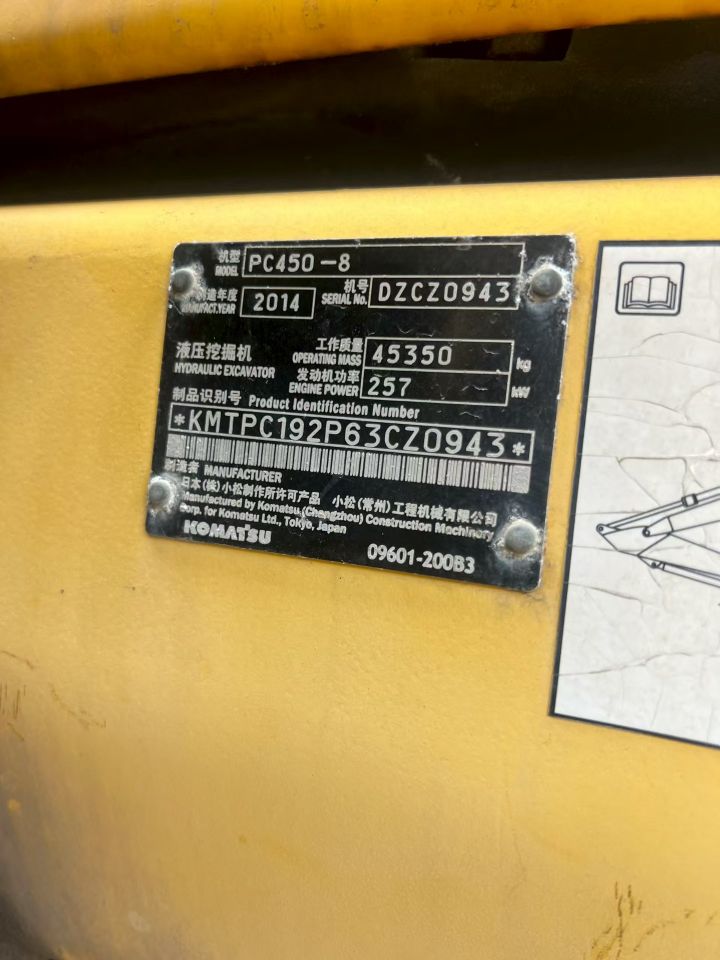 机型 MODEL PC450-8
制造年度 MANUFACT.YEAR 2014 机号 SERIAL No. DZCZ0943
液压挖掘机 HYDRAULIC EXCAVATOR
工作质量 OPERATING MASS 45350 kg
发动机功率 ENGINE POWER 257 kW
制品识别号 Product Identification Number
*KMTPC192P63CZ0943*
制造者 MANUFACTURER
日本(株)小松制作所许可产品 小松(常州)工程机械有限公司
Manufactured by Komatsu (Changzhou) Construction Machinery
Corp. for Komatsu Ltd., Tokyo, Japan
KOMATSU
09601-200B3